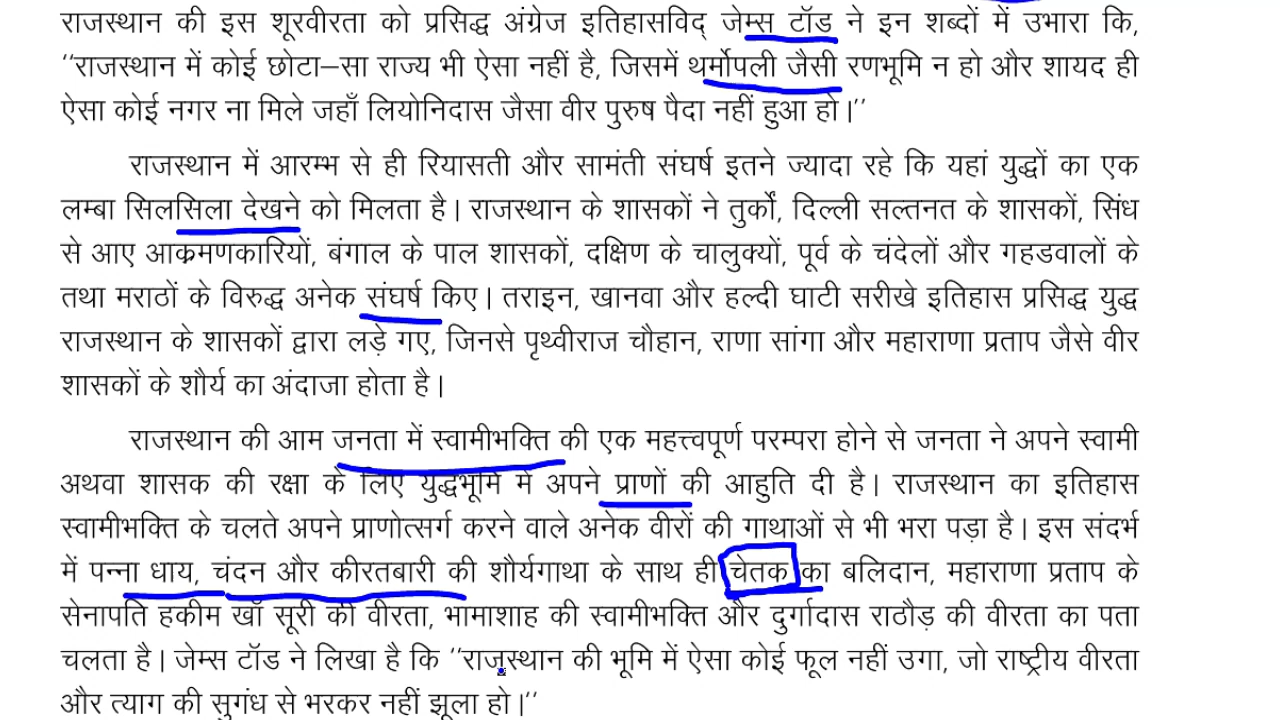 राजस्थान की इस शूरवीरता को प्रसिद्ध अंग्रेज इतिहासविद् जेम्स टॉड ने इन शब्दों में उभारा कि,
‘‘राजस्थान में कोई छोटा–सा राज्य भी ऐसा नहीं है, जिसमें थर्मोपली जैसी रणभूमि न हो और शायद ही
ऐसा कोई नगर ना मिले जहाँ लियोनिदास जैसा वीर पुरुष पैदा नहीं हुआ हो।’’
राजस्थान में आरम्भ से ही रियासती और सामंती संघर्ष इतने ज्यादा रहे कि यहां युद्धों का एक
लम्बा सिलसिला देखने को मिलता है। राजस्थान के शासकों ने तुर्कों, दिल्ली सल्तनत के शासकों, सिंध
से आए आक्रमणकारियों, बंगाल के पाल शासकों, दक्षिण के चालुक्यों, पूर्व के चंदेलों और गहडवालों के
तथा मराठों के विरुद्ध अनेक संघर्ष किए। तराइन, खानवा और हल्दी घाटी सरीखे इतिहास प्रसिद्ध युद्ध
राजस्थान के शासकों द्वारा लड़े गए, जिनसे पृथ्वीराज चौहान, राणा सांगा और महाराणा प्रताप जैसे वीर
शासकों के शौर्य का अंदाजा होता है।
राजस्थान की आम जनता में स्वामीभक्ति की एक महत्त्वपूर्ण परम्परा होने से जनता ने अपने स्वामी
अथवा शासक की रक्षा के लिए युद्धभूमि में अपने प्राणों की आहुति दी है। राजस्थान का इतिहास
स्वामीभक्ति के चलते अपने प्राणोत्सर्ग करने वाले अनेक वीरों की गाथाओं से भी भरा पड़ा है। इस संदर्भ
में पन्ना धाय, चंदन और कीरतबारी की शौर्यगाथा के साथ ही चेतक का बलिदान, महाराणा प्रताप के
सेनापति हकीम खाँ सूरी की वीरता, भामाशाह की स्वामीभक्ति और दुर्गादास राठौड़ की वीरता का पता
चलता है। जेम्स टॉड ने लिखा है कि ‘‘राजस्थान की भूमि में ऐसा कोई फूल नहीं उगा, जो राष्ट्रीय वीरता
और त्याग की सुगंध से भरकर नहीं झूला हो।’’